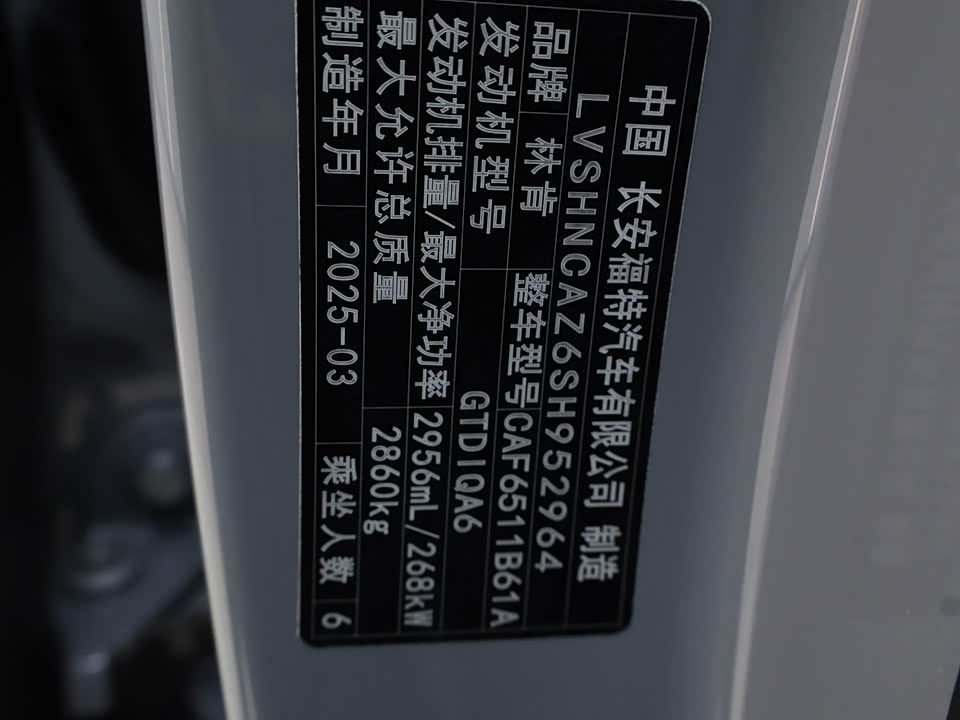 中国 长安福特汽车有限公司 制造
LVSHNCAZ6SH952964
品牌 林肯 整车型号 CAF6511B61A
发动机型号 GTDIQA6
发动机排量/最大净功率 2956mL/268kW
最大允许总质量 2860kg
制造年月 2025-03 乘坐人数 6